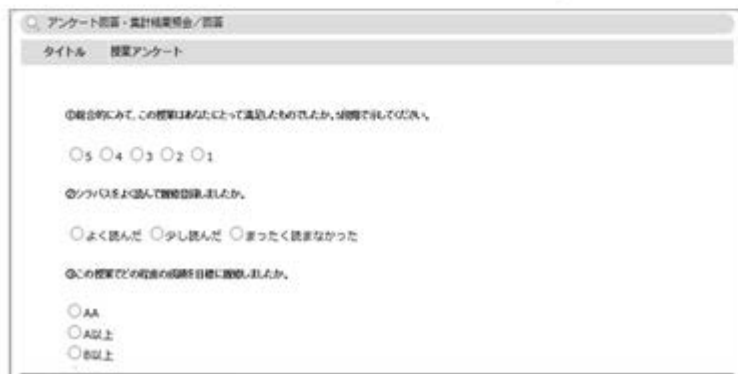 アンケート回答・集計結果照会／回答
タイトル 授業アンケート
①総合的にみて、この授業はあなたにとって満足したものでしたか。5段階で示してください。
5 4 3 2 1
②シラバスをよく読んで履修登録しましたか。
よく読んだ 少し読んだ まったく読まなかった
③この授業でどの程度の成績を目標に履修しましたか。
AA
A以上
B以上